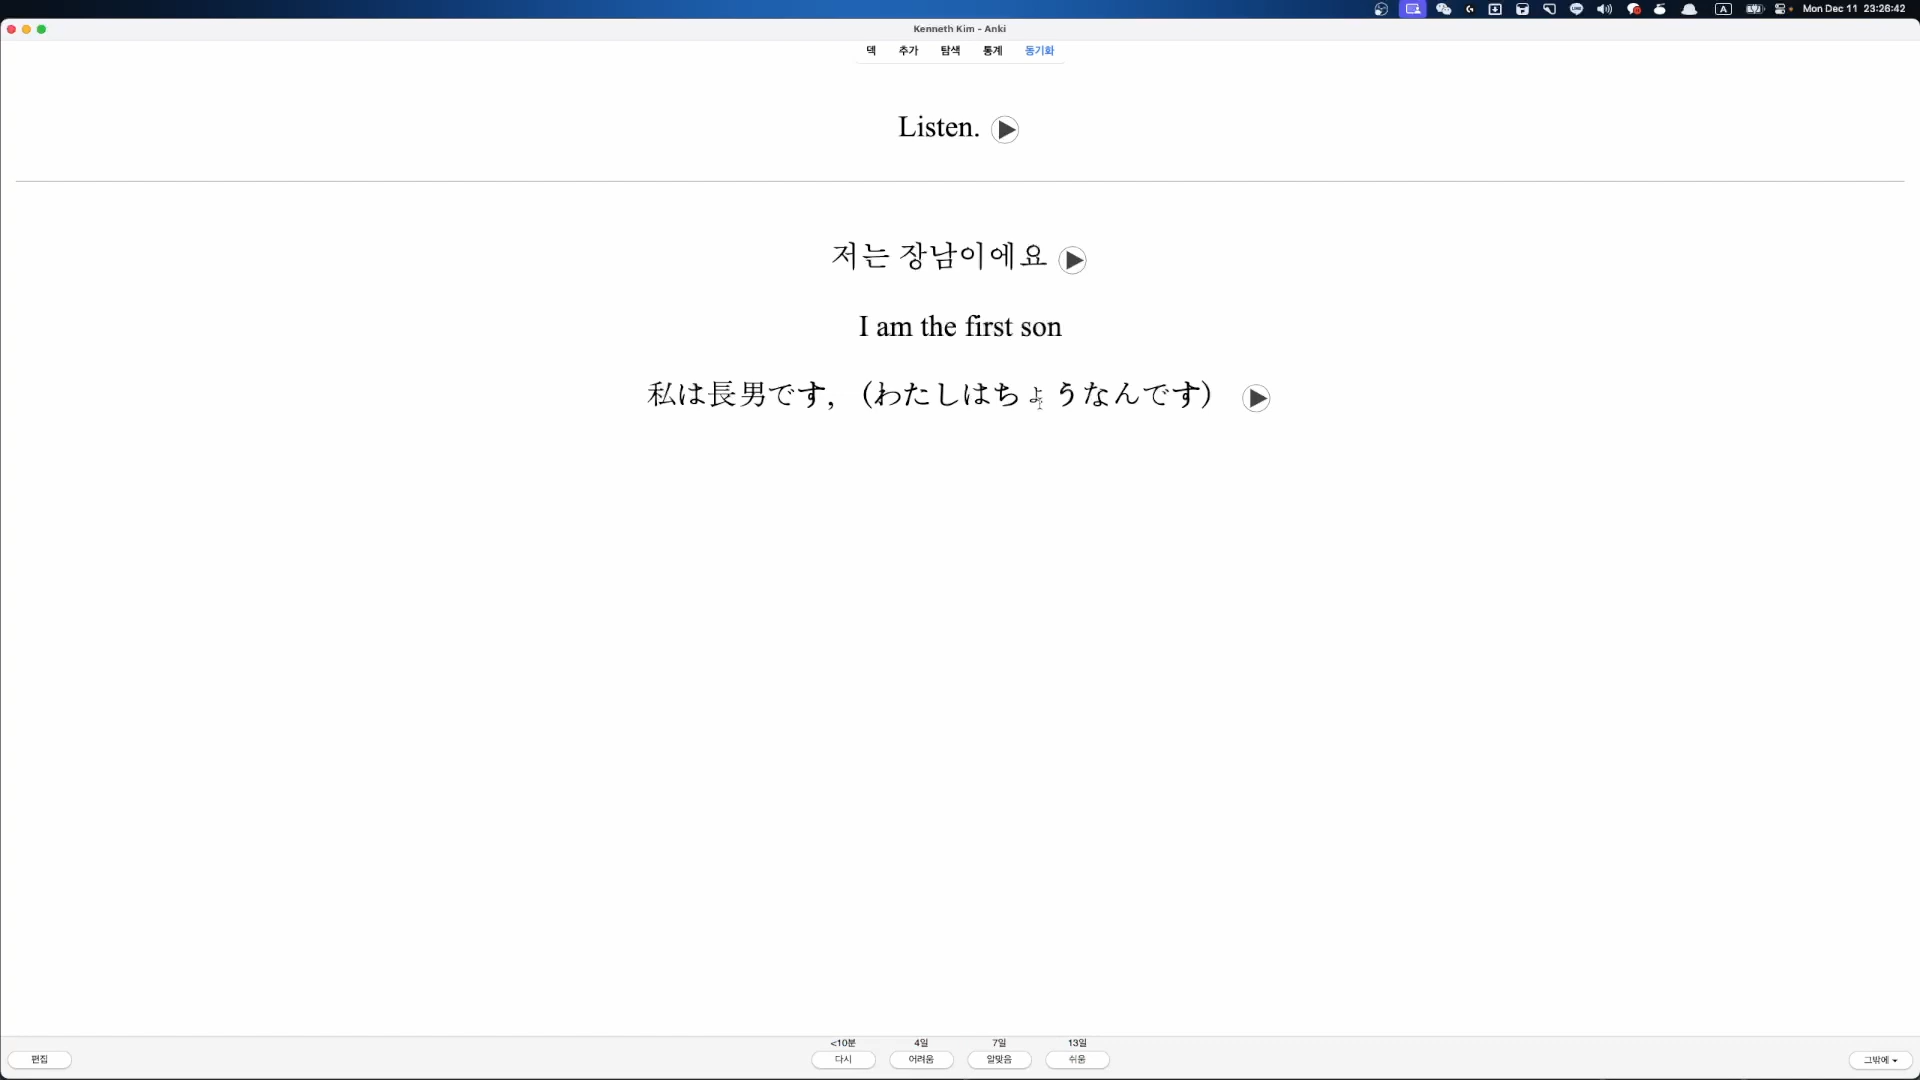 Mon Dec 11 23:26:42
Kenneth Kim - Anki
덱 추가 탐색 통계 동기화
Listen.
저는 장남이에요
I am the first son
私は長男です，（わたしはちょうなんです）
<10분 4일 7일 13일
편집 다시 어려움 알맞음 쉬움 그밖에